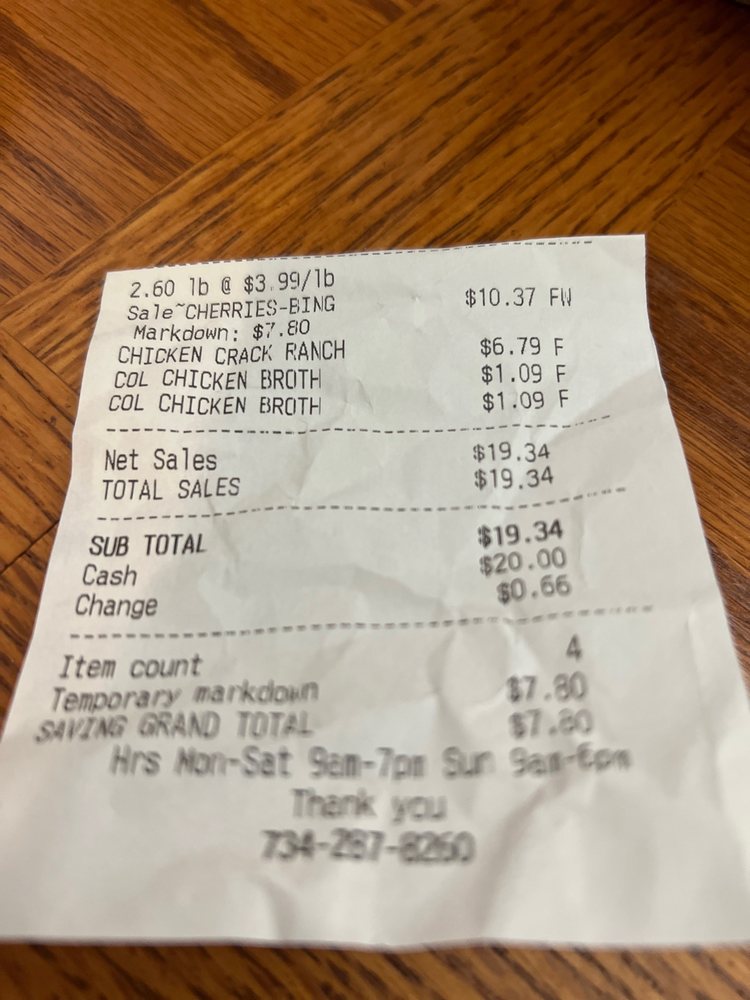 2.60 lb @ $3.99/lb
Sale~CHERRIES-BING $10.37 FW
Markdown: $7.80
CHICKEN CRACK RANCH $6.79 F
COL CHICKEN BROTH $1.09 F
COL CHICKEN BROTH $1.09 F
Net Sales $19.34
TOTAL SALES $19.34
SUB TOTAL $19.34
Cash $20.00
Change $0.66
Item count 4
Temporary markdown $7.80
SAVING GRAND TOTAL $7.80
Hrs Mon-Sat 9am-7pm Sun 9am-6pm
Thank you
734-287-8260